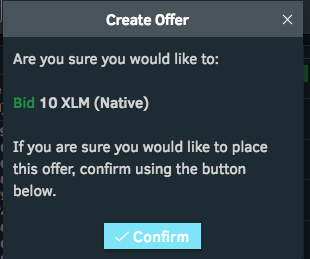 Create Offer
Are you sure you would like to:
Bid 10 XLM (Native)
If you are sure you would like to place
this offer, confirm using the button
below.
Confirm